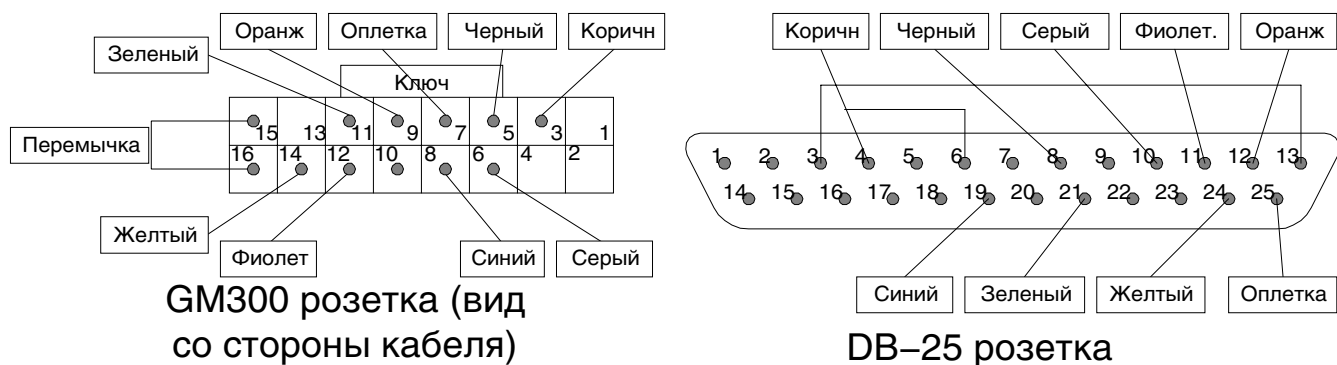 Оранж Оплетка Черный Коричн
Зеленый
Ключ
15 13 11 9 7 5 3 1
Перемычка
16 14 12 10 8 6 4 2
Желтый
Фиолет Синий Серый
GM300 розетка (вид
со стороны кабеля)
Коричн Черный Серый Фиолет. Оранж
1 2 3 4 5 6 7 8 9 10 11 12 13
14 15 16 17 18 19 20 21 22 23 24 25
Синий Зеленый Желтый Оплетка
DB–25 розетка